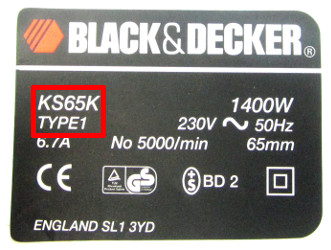 BLACK&DECKER®
KS65K
TYPE1
1400W
230V ~ 50Hz
6.7A
No 5000/min
65mm
CE
GS
S
BD 2
ENGLAND SL1 3YD